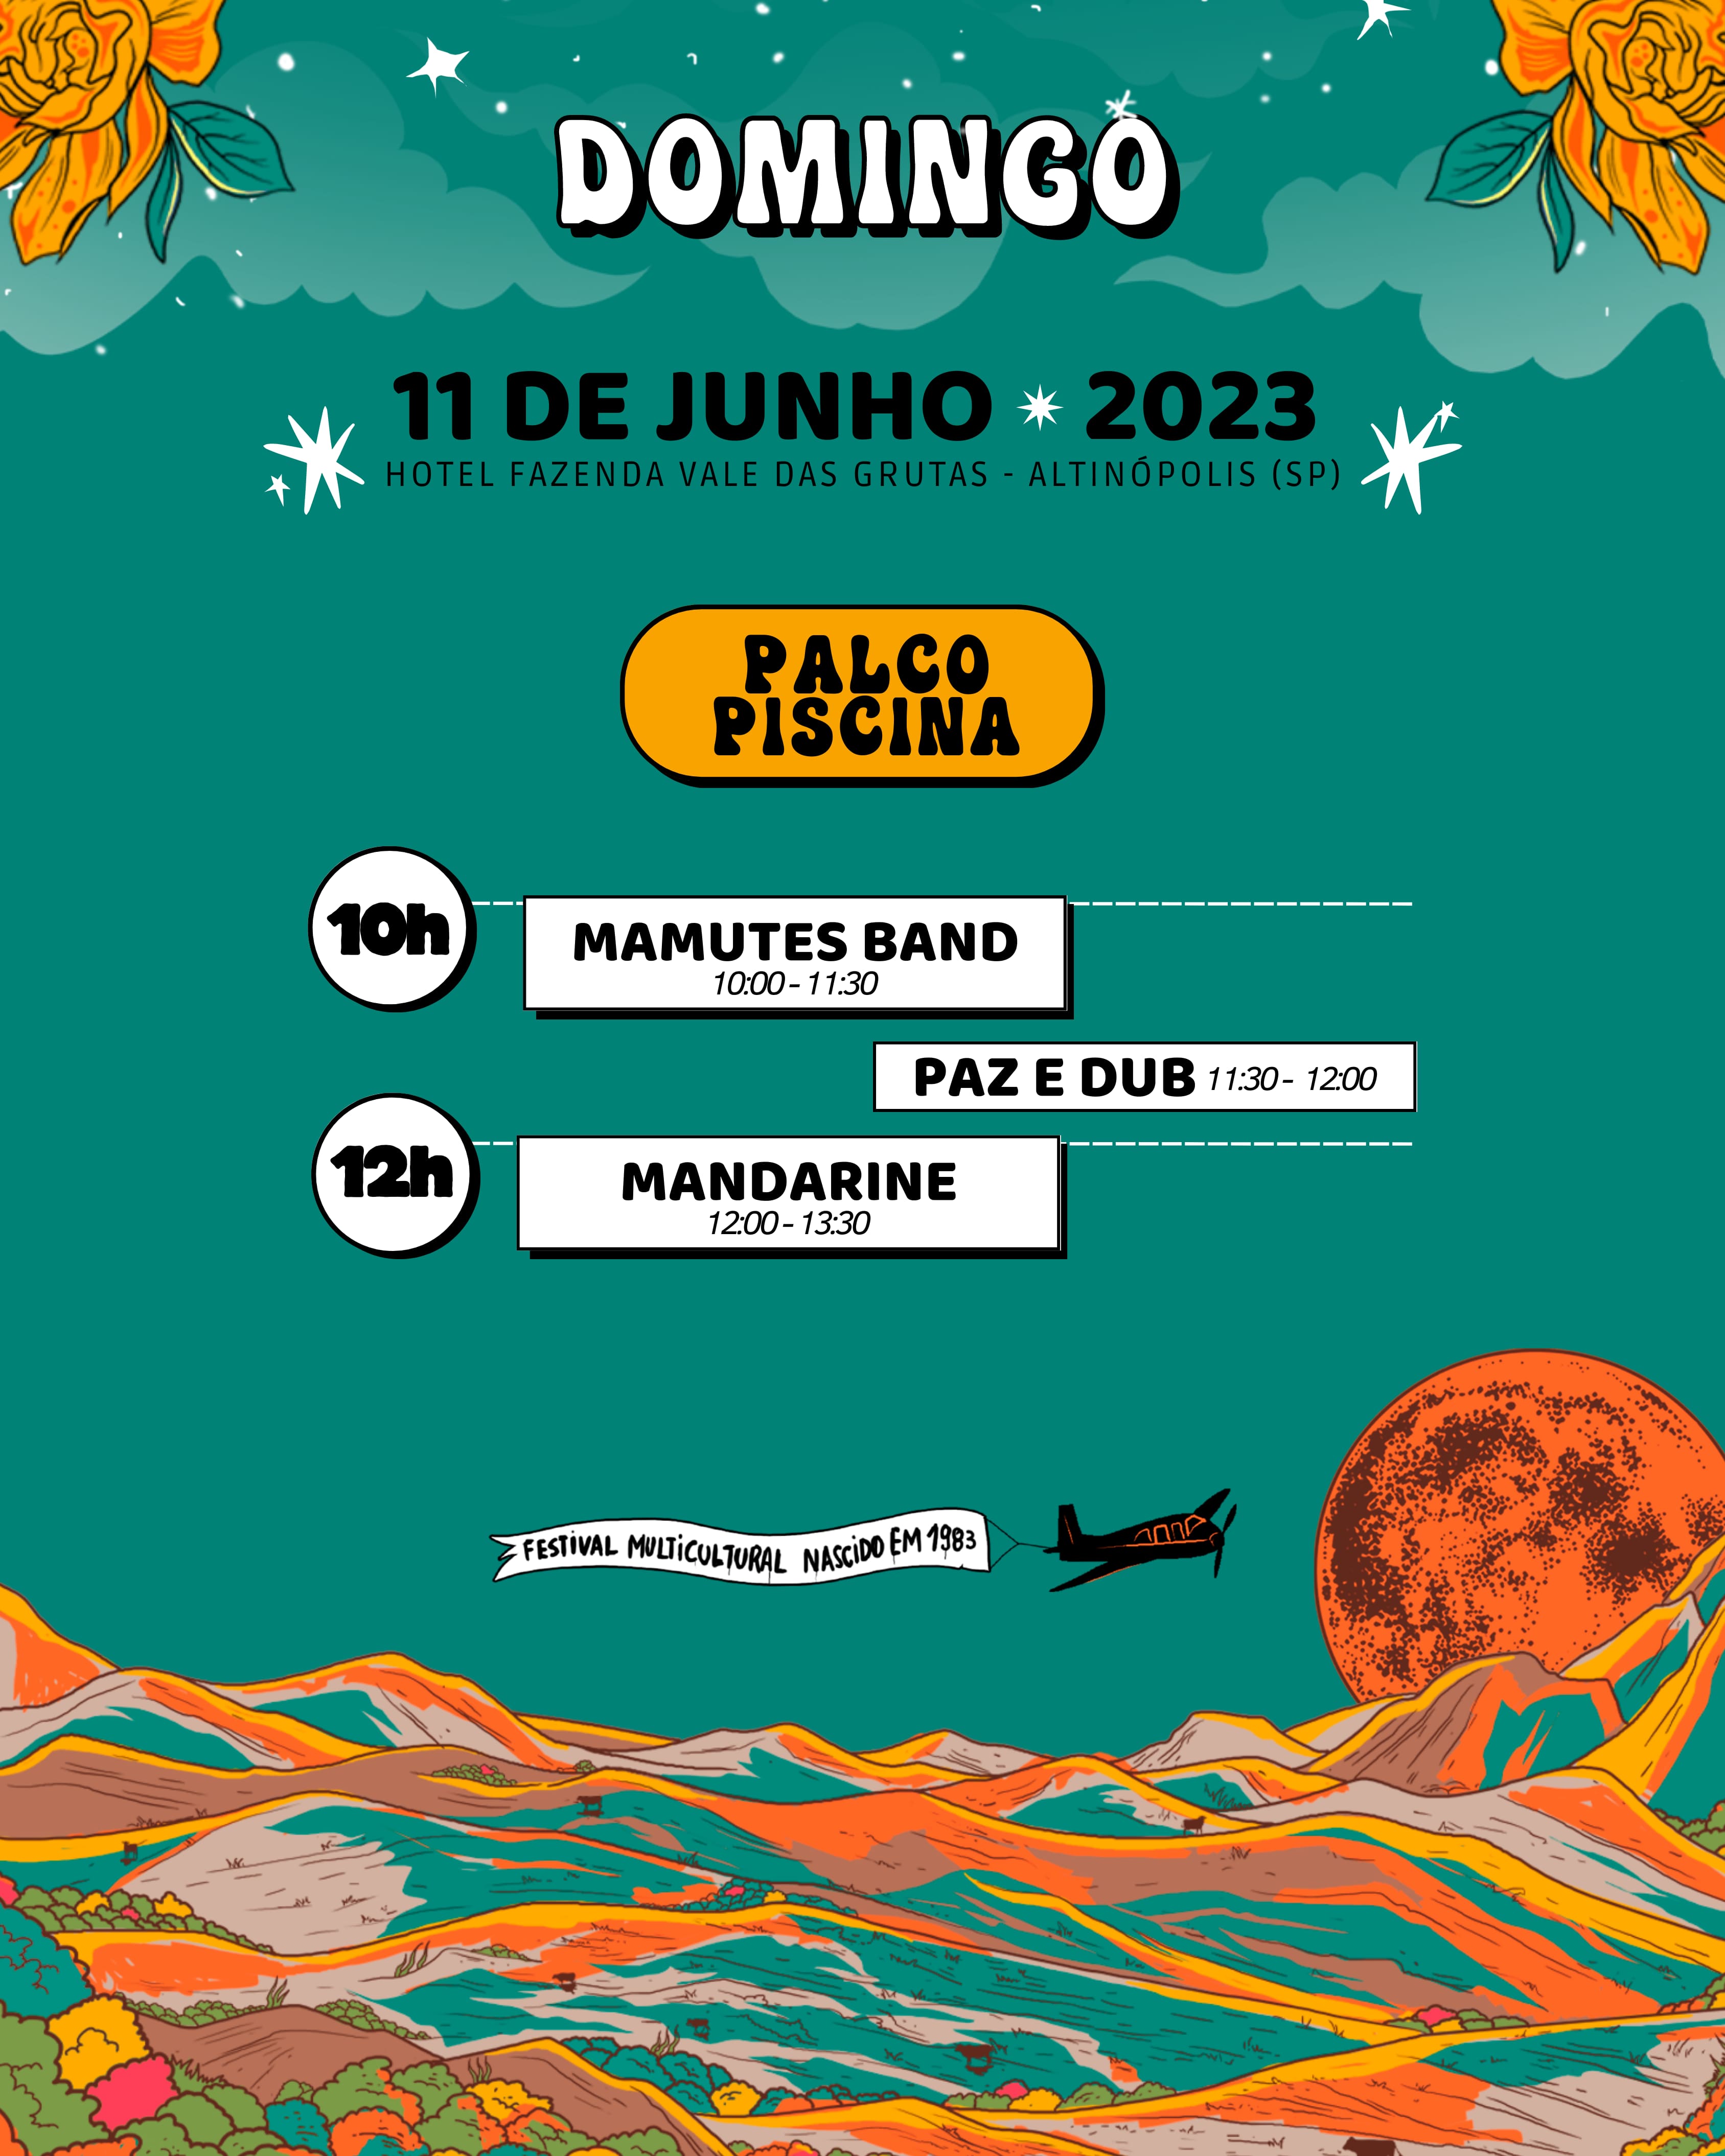 DOMINGO
11 DE JUNHO 2023
HOTEL FAZENDA VALE DAS GRUTAS - ALTINÓPOLIS (SP)
PALCO
PISCINA
10h
MAMUTES BAND
10:00 - 11:30
PAZ E DUB 11:30 - 12:00
12h
MANDARINE
12:00 - 13:30
FESTIVAL MULTICULTURAL NASCIDO EM 1983